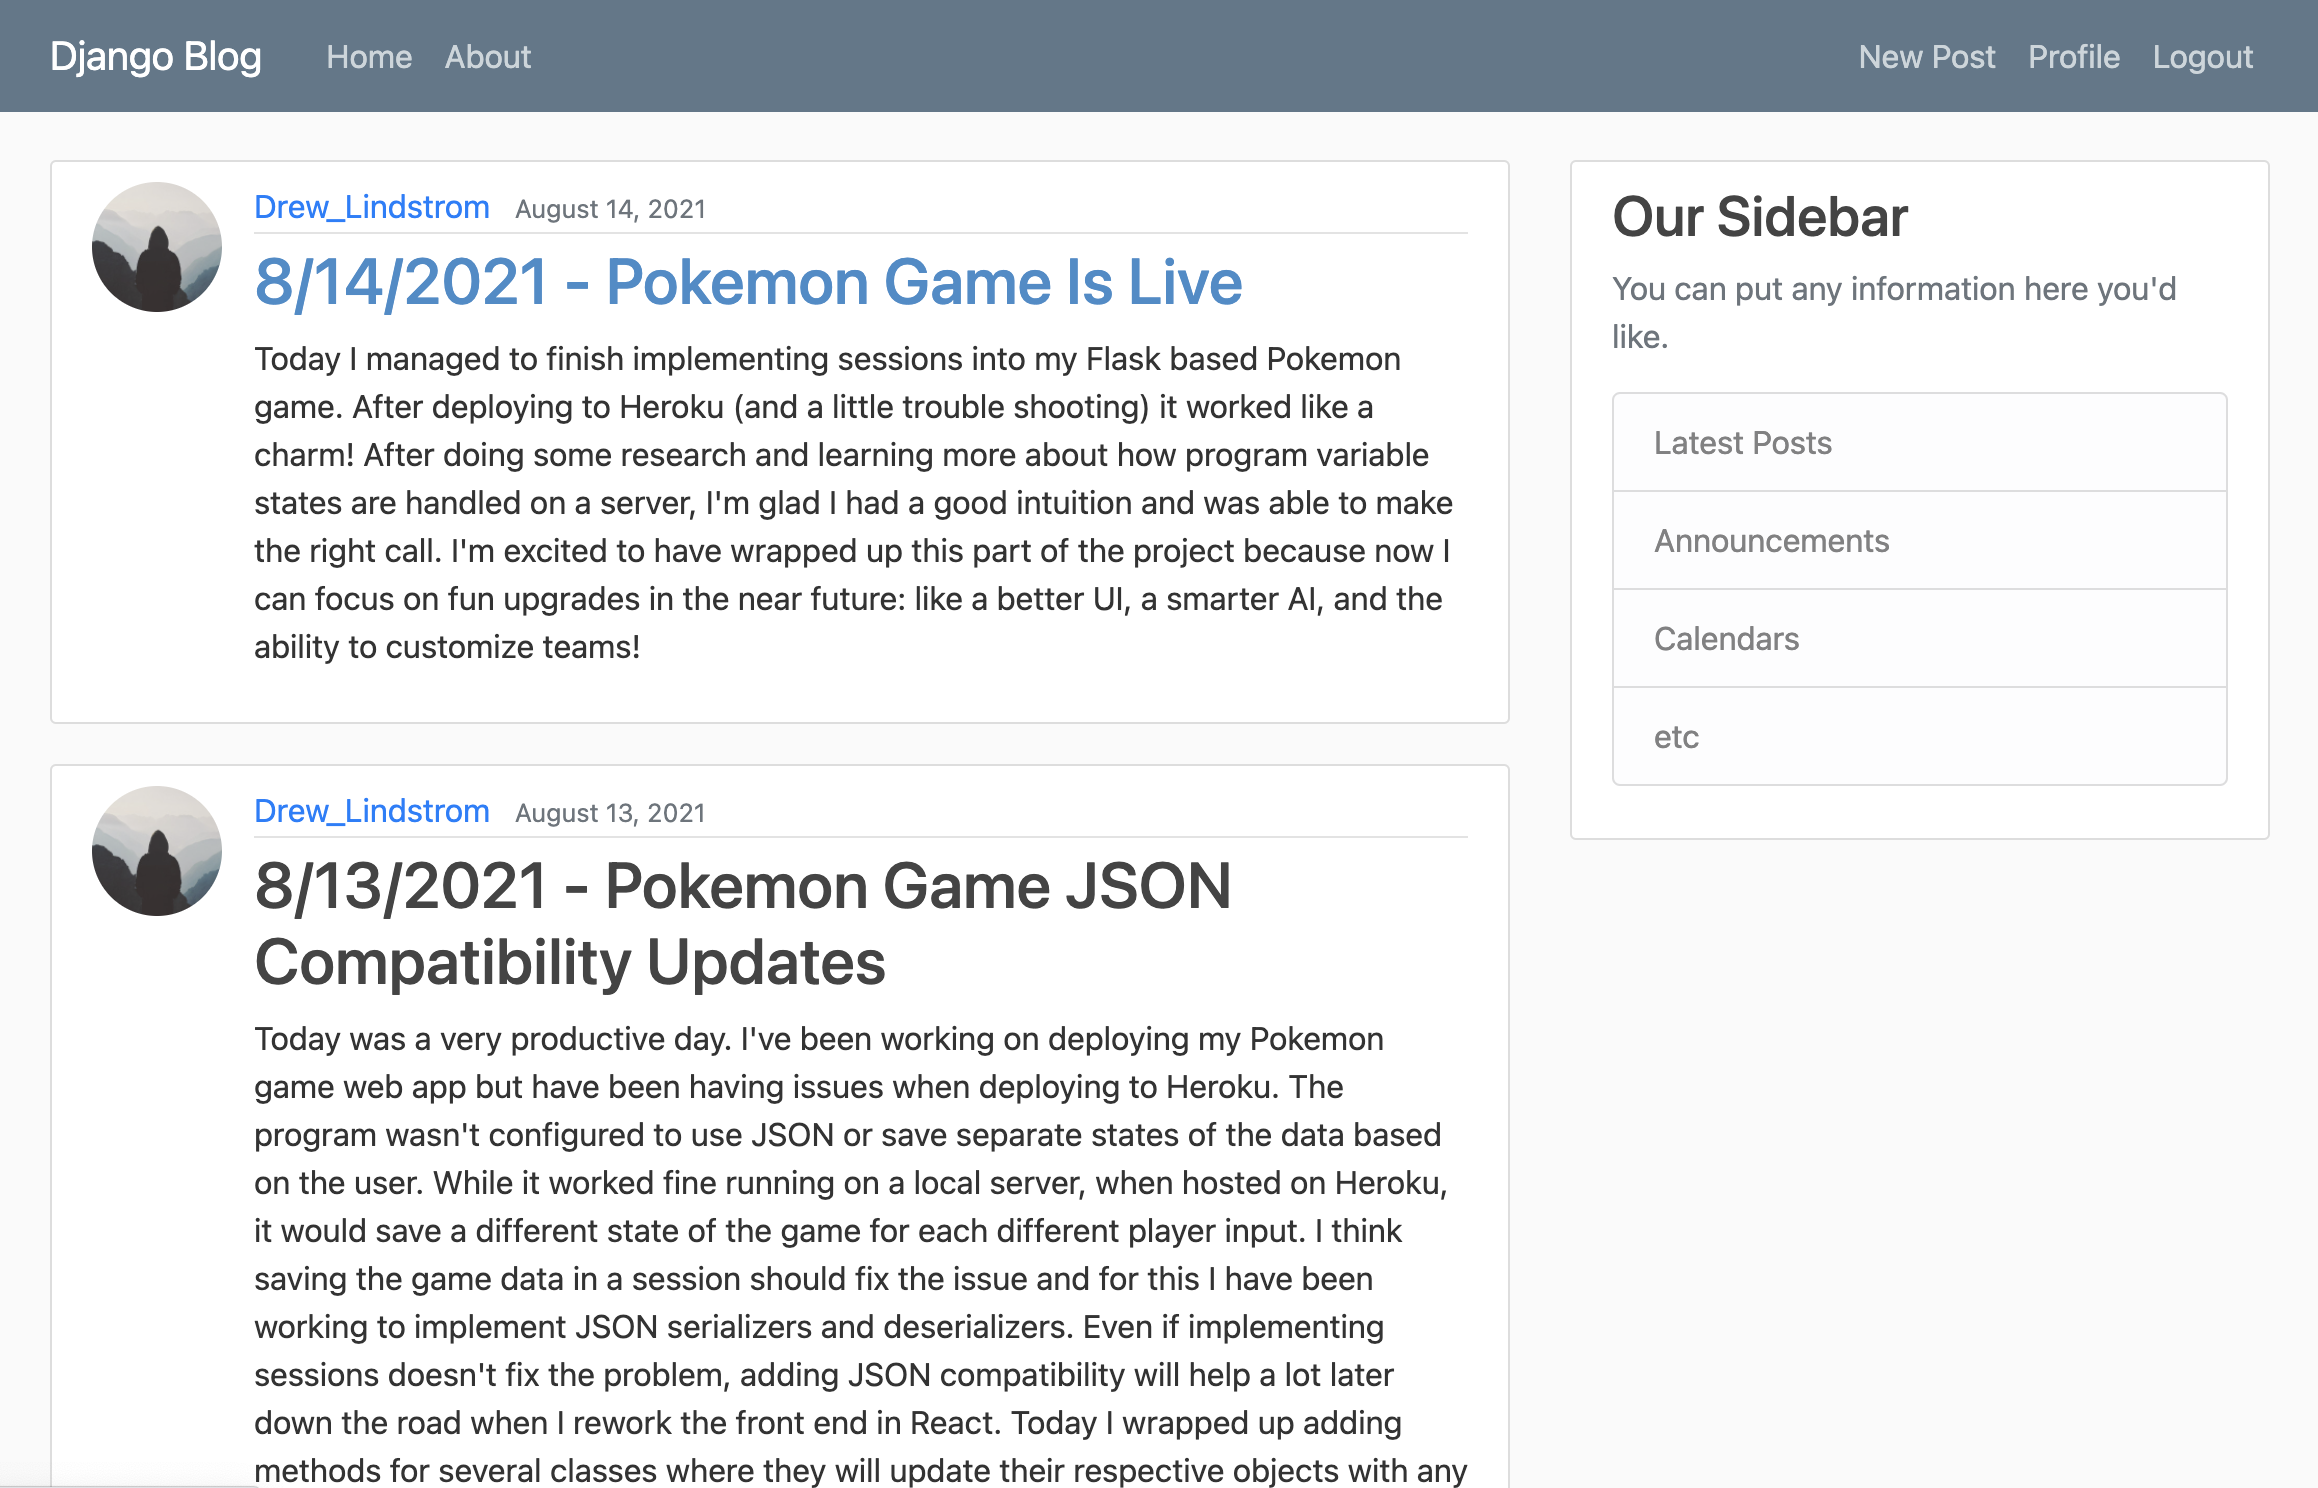 Django Blog Home About New Post Profile Logout
Drew_Lindstrom August 14, 2021
8/14/2021 - Pokemon Game Is Live
Today I managed to finish implementing sessions into my Flask based Pokemon
game. After deploying to Heroku (and a little trouble shooting) it worked like a
charm! After doing some research and learning more about how program variable
states are handled on a server, I'm glad I had a good intuition and was able to make
the right call. I'm excited to have wrapped up this part of the project because now I
can focus on fun upgrades in the near future: like a better UI, a smarter AI, and the
ability to customize teams!
Drew_Lindstrom August 13, 2021
8/13/2021 - Pokemon Game JSON
Compatibility Updates
Today was a very productive day. I've been working on deploying my Pokemon
game web app but have been having issues when deploying to Heroku. The
program wasn't configured to use JSON or save separate states of the data based
on the user. While it worked fine running on a local server, when hosted on Heroku,
it would save a different state of the game for each different player input. I think
saving the game data in a session should fix the issue and for this I have been
working to implement JSON serializers and deserializers. Even if implementing
sessions doesn't fix the problem, adding JSON compatibility will help a lot later
down the road when I rework the front end in React. Today I wrapped up adding
methods for several classes where they will update their respective objects with any
Our Sidebar
You can put any information here you'd
like.
Latest Posts
Announcements
Calendars
etc